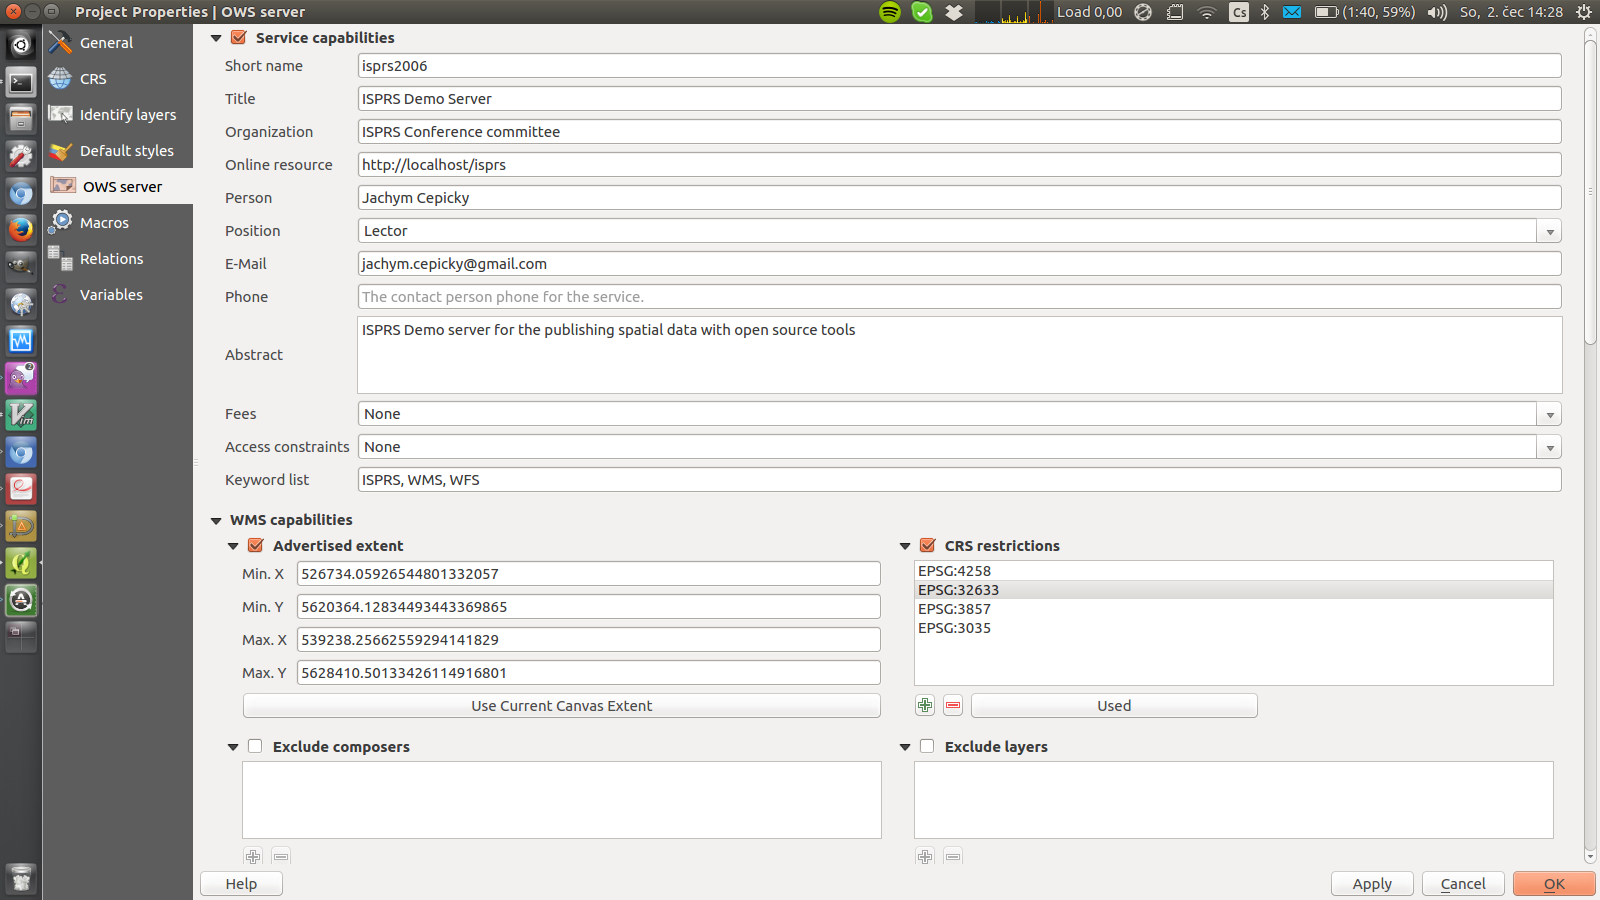 Project Properties | OWS server
Load 0,00
Cs
(1:40, 59%)
So, 2. čec 14:28
General
CRS
Identify layers
Default styles
OWS server
Macros
Relations
Variables
Service capabilities
Short name isprs2006
Title ISPRS Demo Server
Organization ISPRS Conference committee
Online resource http://localhost/isprs
Person Jachym Cepicky
Position Lector
E-Mail jachym.cepicky@gmail.com
Phone The contact person phone for the service.
Abstract ISPRS Demo server for the publishing spatial data with open source tools
Fees None
Access constraints None
Keyword list ISPRS, WMS, WFS
WMS capabilities
Advertised extent
Min. X 526734.05926544801332057
Min. Y 5620364.12834493443369865
Max. X 539238.25662559294141829
Max. Y 5628410.50133426114916801
Use Current Canvas Extent
CRS restrictions
EPSG:4258
EPSG:32633
EPSG:3857
EPSG:3035
Used
Exclude composers
Exclude layers
Help
Apply
Cancel
OK